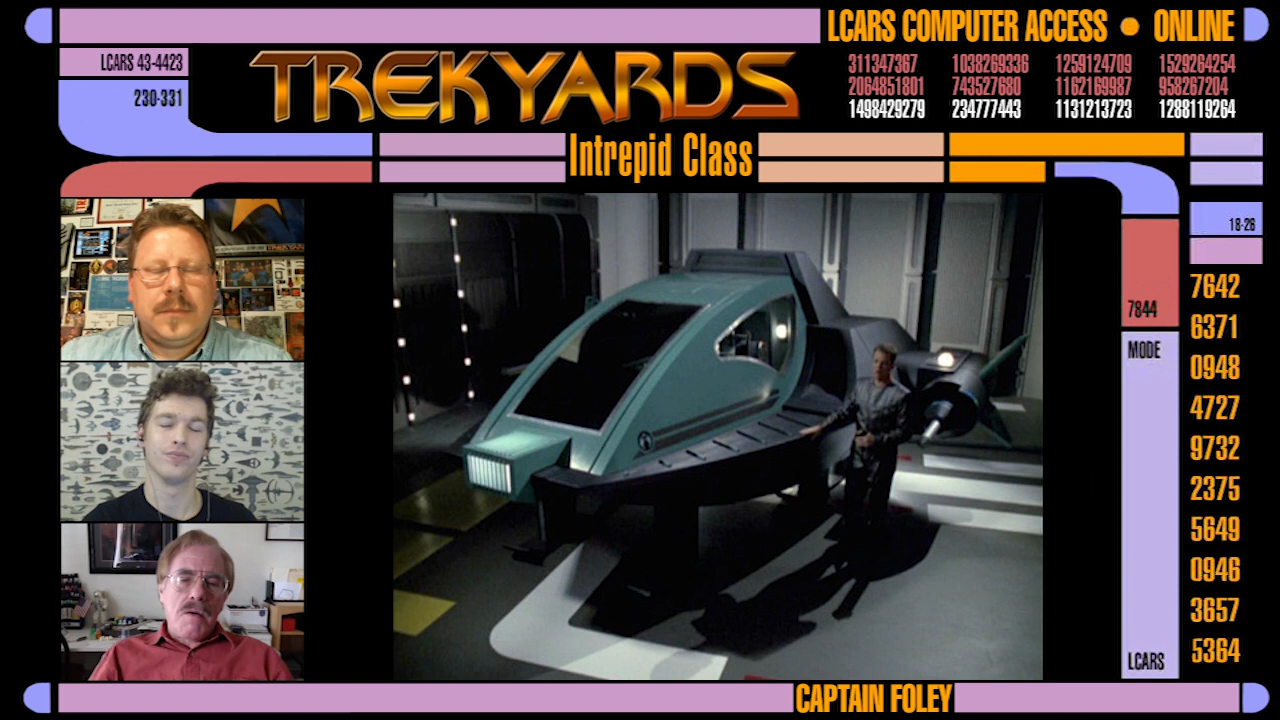 LCARS COMPUTER ACCESS • ONLINE
LCARS 43-4423
230-331
TREKYARDS
311347367 1038269336 1259124709 1529264254
2064851801 743527680 1162169987 958267204
1498429279 234777443 1131213723 1288119264
Intrepid Class
18-26
7844
MODE
LCARS
7642
6371
0948
4727
9732
2375
5649
0946
3657
5364
CAPTAIN FOLEY